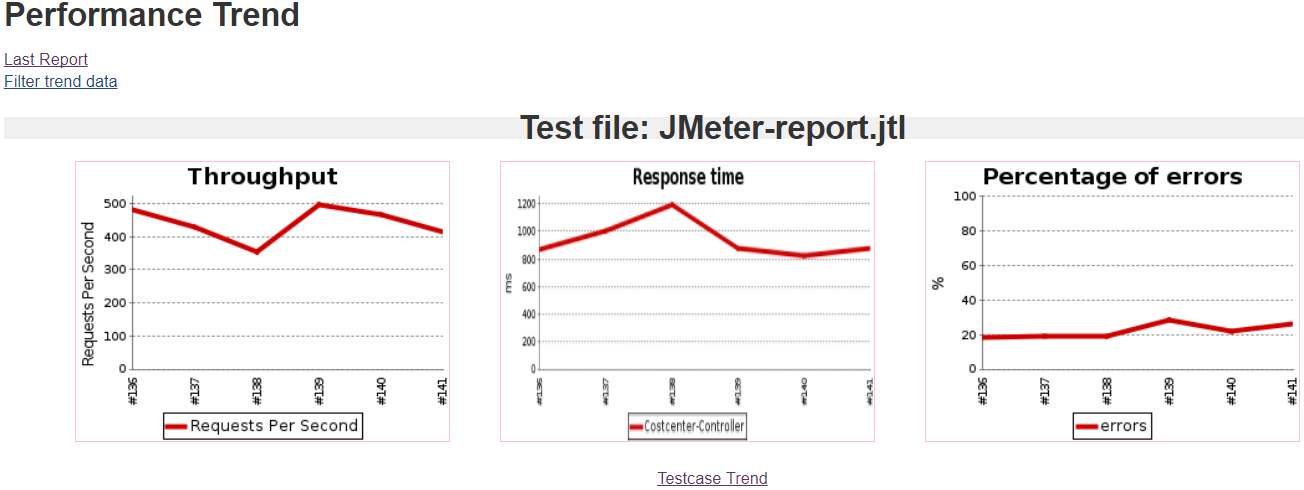 Performance Trend
Last Report
Filter trend data
Test file: JMeter-report.jtl
Throughput
Requests Per Second
500
400
300
200
100
0
#136 #137 #138 #139 #140 #141
Requests Per Second
Response time
ms
1200
1000
800
600
400
200
0
#136 #137 #138 #139 #140 #141
Costcenter-Controller
Percentage of errors
%
100
80
60
40
20
0
#136 #137 #138 #139 #140 #141
errors
Testcase Trend